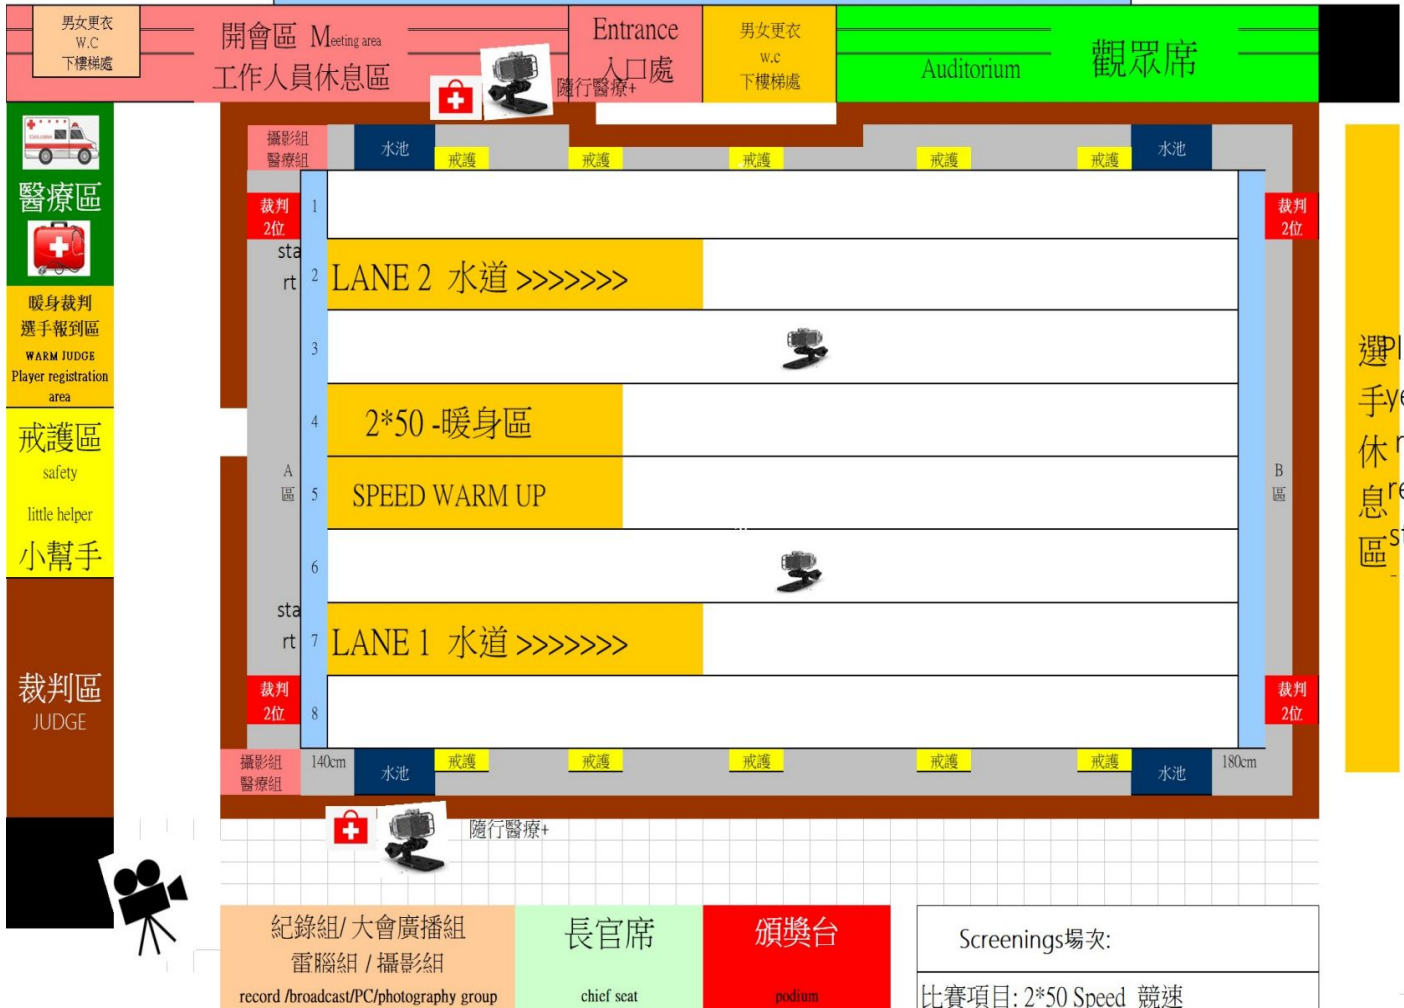 男女更衣
W.C
下樓梯處
開會區 Meeting area
工作人員休息區
Entrance
入口處
隨行醫療+
男女更衣
w.c
下樓梯處
Auditorium
觀眾席
醫療區
暖身裁判
選手報到區
WARM JUDGE
Player registration
area
戒護區
safety
little helper
小幫手
裁判區
JUDGE
攝影組
醫療組
水池
戒護
戒護
戒護
戒護
戒護
水池
裁判
2位
1
裁判
2位
start
2
LANE 2 水道 >>>>>>>
3
4
2*50 -暖身區
A
區
5
SPEED WARM UP
B
區
6
start
7
LANE 1 水道 >>>>>>>
裁判
2位
8
裁判
2位
攝影組
醫療組
140cm
水池
戒護
戒護
戒護
戒護
戒護
水池
180cm
隨行醫療+
選手休息區
紀錄組/ 大會廣播組
電腦組 / 攝影組
record /broadcast/PC/photography group
長官席
chief seat
頒獎台
podium
Screenings場次:
比賽項目: 2*50 Speed 競速